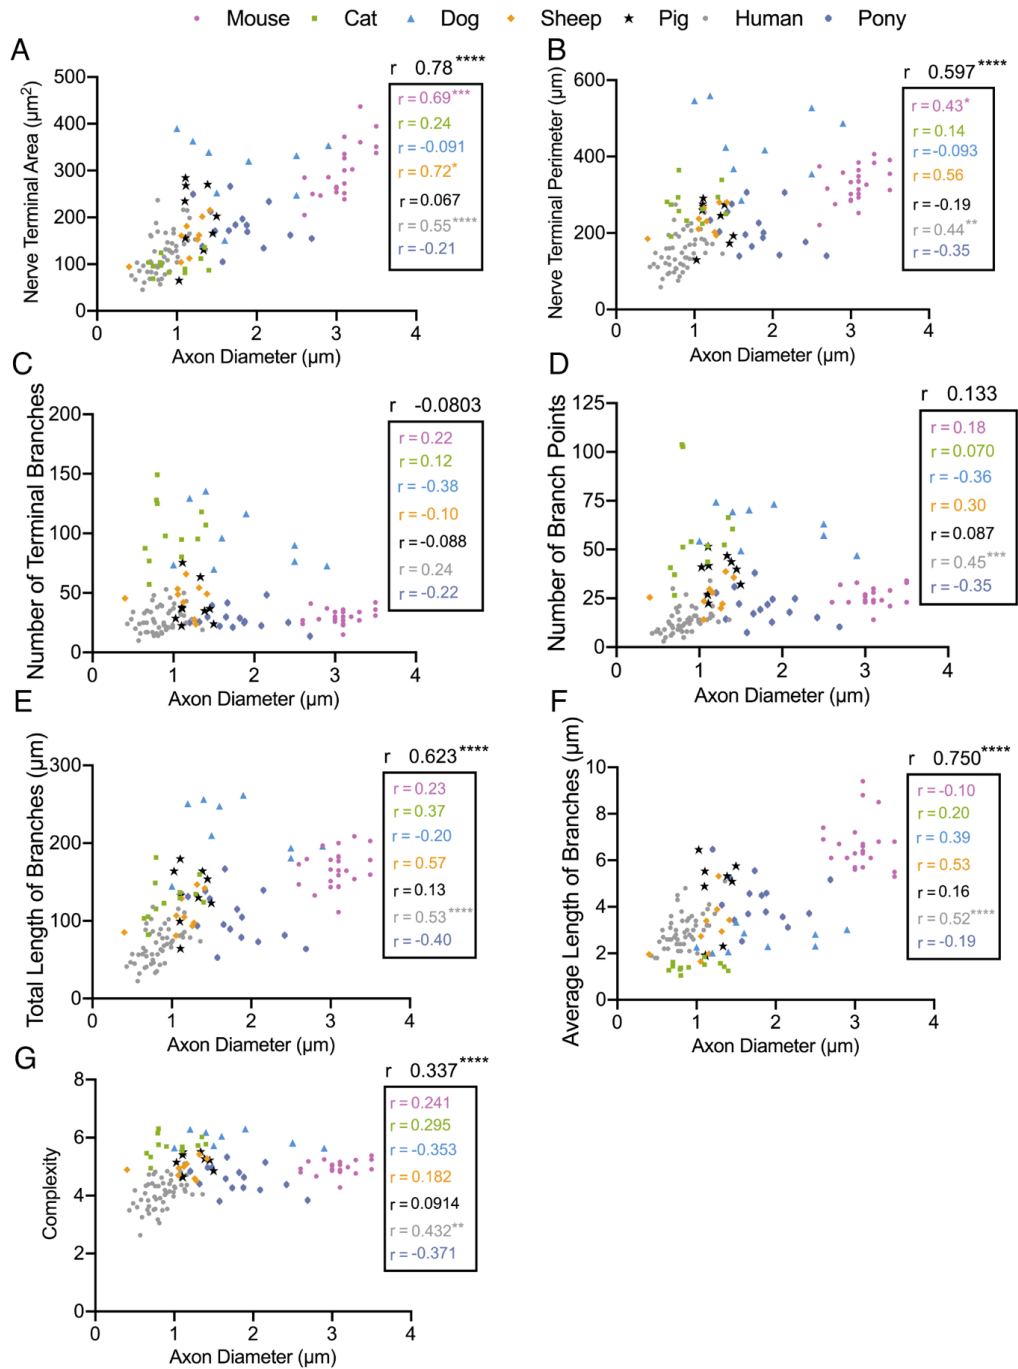 Mouse Cat Dog Sheep Pig Human Pony
A
r 0.78****
Nerve Terminal Area (µm²)
500
400
300
200
100
0
0 1 2 3 4
Axon Diameter (µm)
r = 0.69***
r = 0.24
r = -0.091
r = 0.72*
r = 0.067
r = 0.55****
r = -0.21
B
r 0.597****
Nerve Terminal Perimeter (µm)
600
400
200
0
0 1 2 3 4
Axon Diameter (µm)
r = 0.43*
r = 0.14
r = -0.093
r = 0.56
r = -0.19
r = 0.44**
r = -0.35
C
r -0.0803
Number of Terminal Branches
200
150
100
50
0
0 1 2 3 4
Axon Diameter (µm)
r = 0.22
r = 0.12
r = -0.38
r = -0.10
r = -0.088
r = 0.24
r = -0.22
D
r 0.133
Number of Branch Points
125
100
75
50
25
0
0 1 2 3 4
Axon Diameter (µm)
r = 0.18
r = 0.070
r = -0.36
r = 0.30
r = 0.087
r = 0.45***
r = -0.35
E
r 0.623****
Total Length of Branches (µm)
300
200
100
0
0 1 2 3 4
Axon Diameter (µm)
r = 0.23
r = 0.37
r = -0.20
r = 0.57
r = 0.13
r = 0.53****
r = -0.40
F
r 0.750****
Average Length of Branches (µm)
10
8
6
4
2
0
0 1 2 3 4
Axon Diameter (µm)
r = -0.10
r = 0.20
r = 0.39
r = 0.53
r = 0.16
r = 0.52****
r = -0.19
G
r 0.337****
Complexity
8
6
4
2
0
0 1 2 3 4
Axon Diameter (µm)
r = 0.241
r = 0.295
r = -0.353
r = 0.182
r = 0.0914
r = 0.432**
r = -0.371